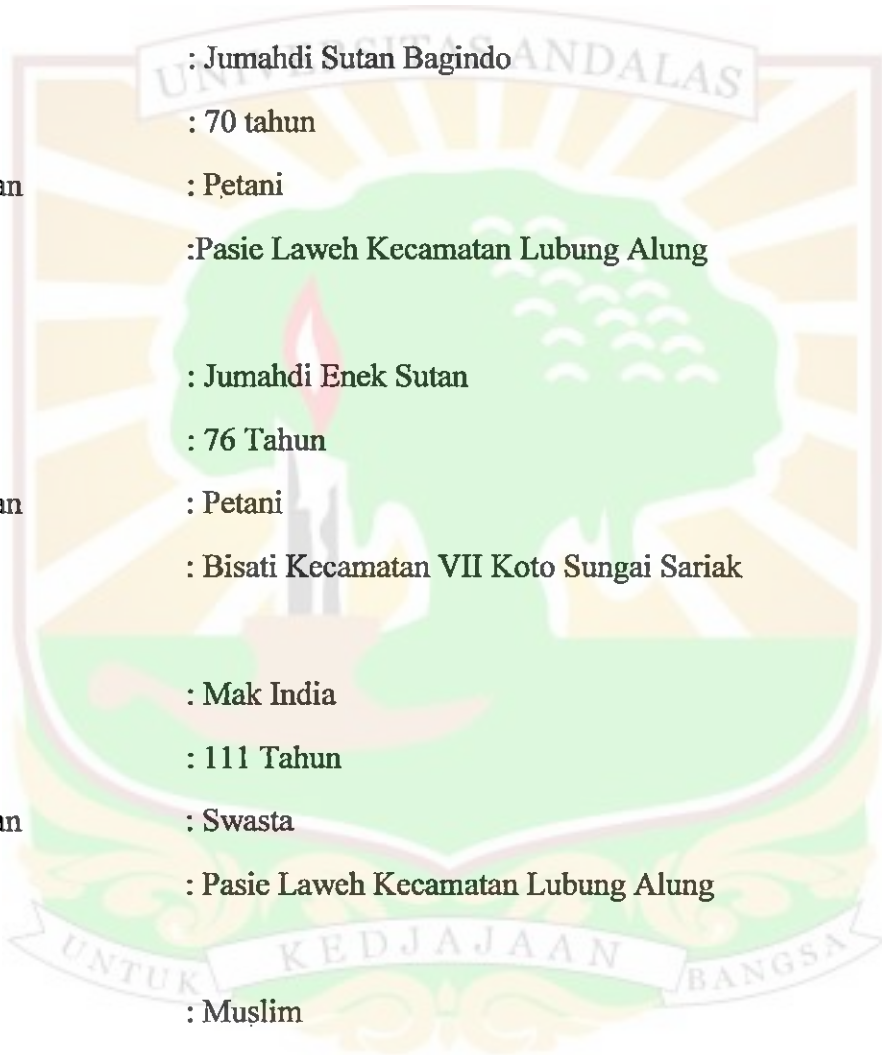 UNIVERSITAS ANDALAS
: Jumahdi Sutan Bagindo
: 70 tahun
an : Petani
:Pasie Laweh Kecamatan Lubung Alung
: Jumahdi Enek Sutan
: 76 Tahun
an : Petani
: Bisati Kecamatan VII Koto Sungai Sariak
: Mak India
: 111 Tahun
an : Swasta
: Pasie Laweh Kecamatan Lubung Alung
UNTUK KEDJAJAAN BANGSA
: Muslim